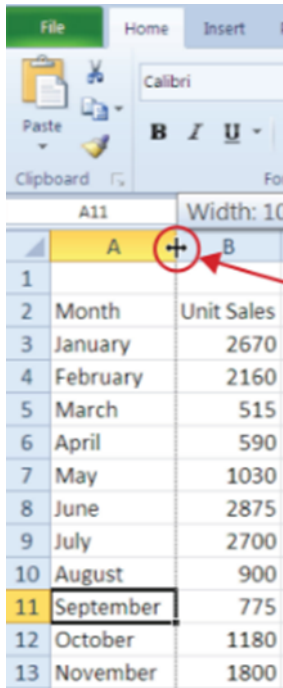 File Home Insert
Calibri
Paste
B I U
Clipboard
A11 Width: 10
A B
1
2 Month Unit Sales
3 January 2670
4 February 2160
5 March 515
6 April 590
7 May 1030
8 June 2875
9 July 2700
10 August 900
11 September 775
12 October 1180
13 November 1800